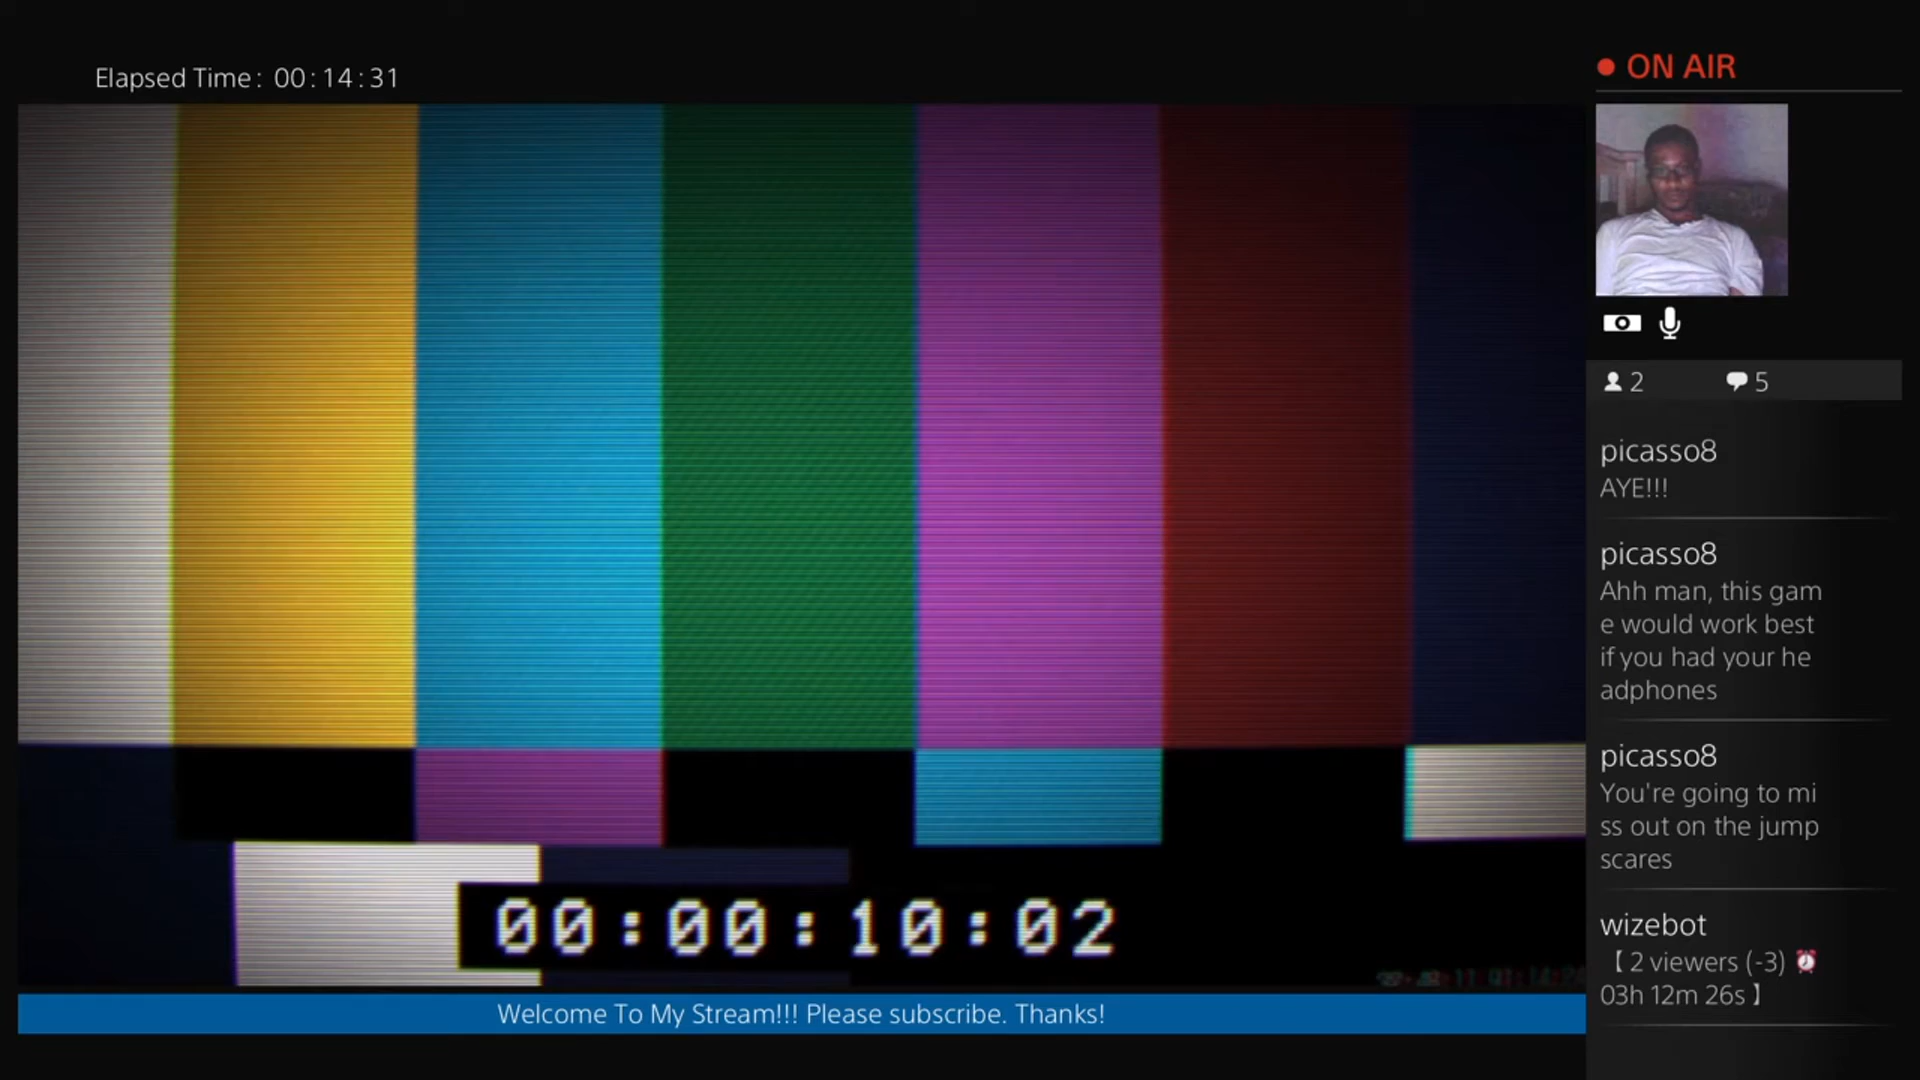 Elapsed Time: 00:14:31
ON AIR
2
5
picasso8
AYE!!!
picasso8
Ahh man, this gam
e would work best
if you had your he
adphones
picasso8
You're going to mi
ss out on the jump
scares
wizebot
【 2 viewers (-3) ⏰
03h 12m 26s 】
00:00:10:02
Welcome To My Stream!!! Please subscribe. Thanks!